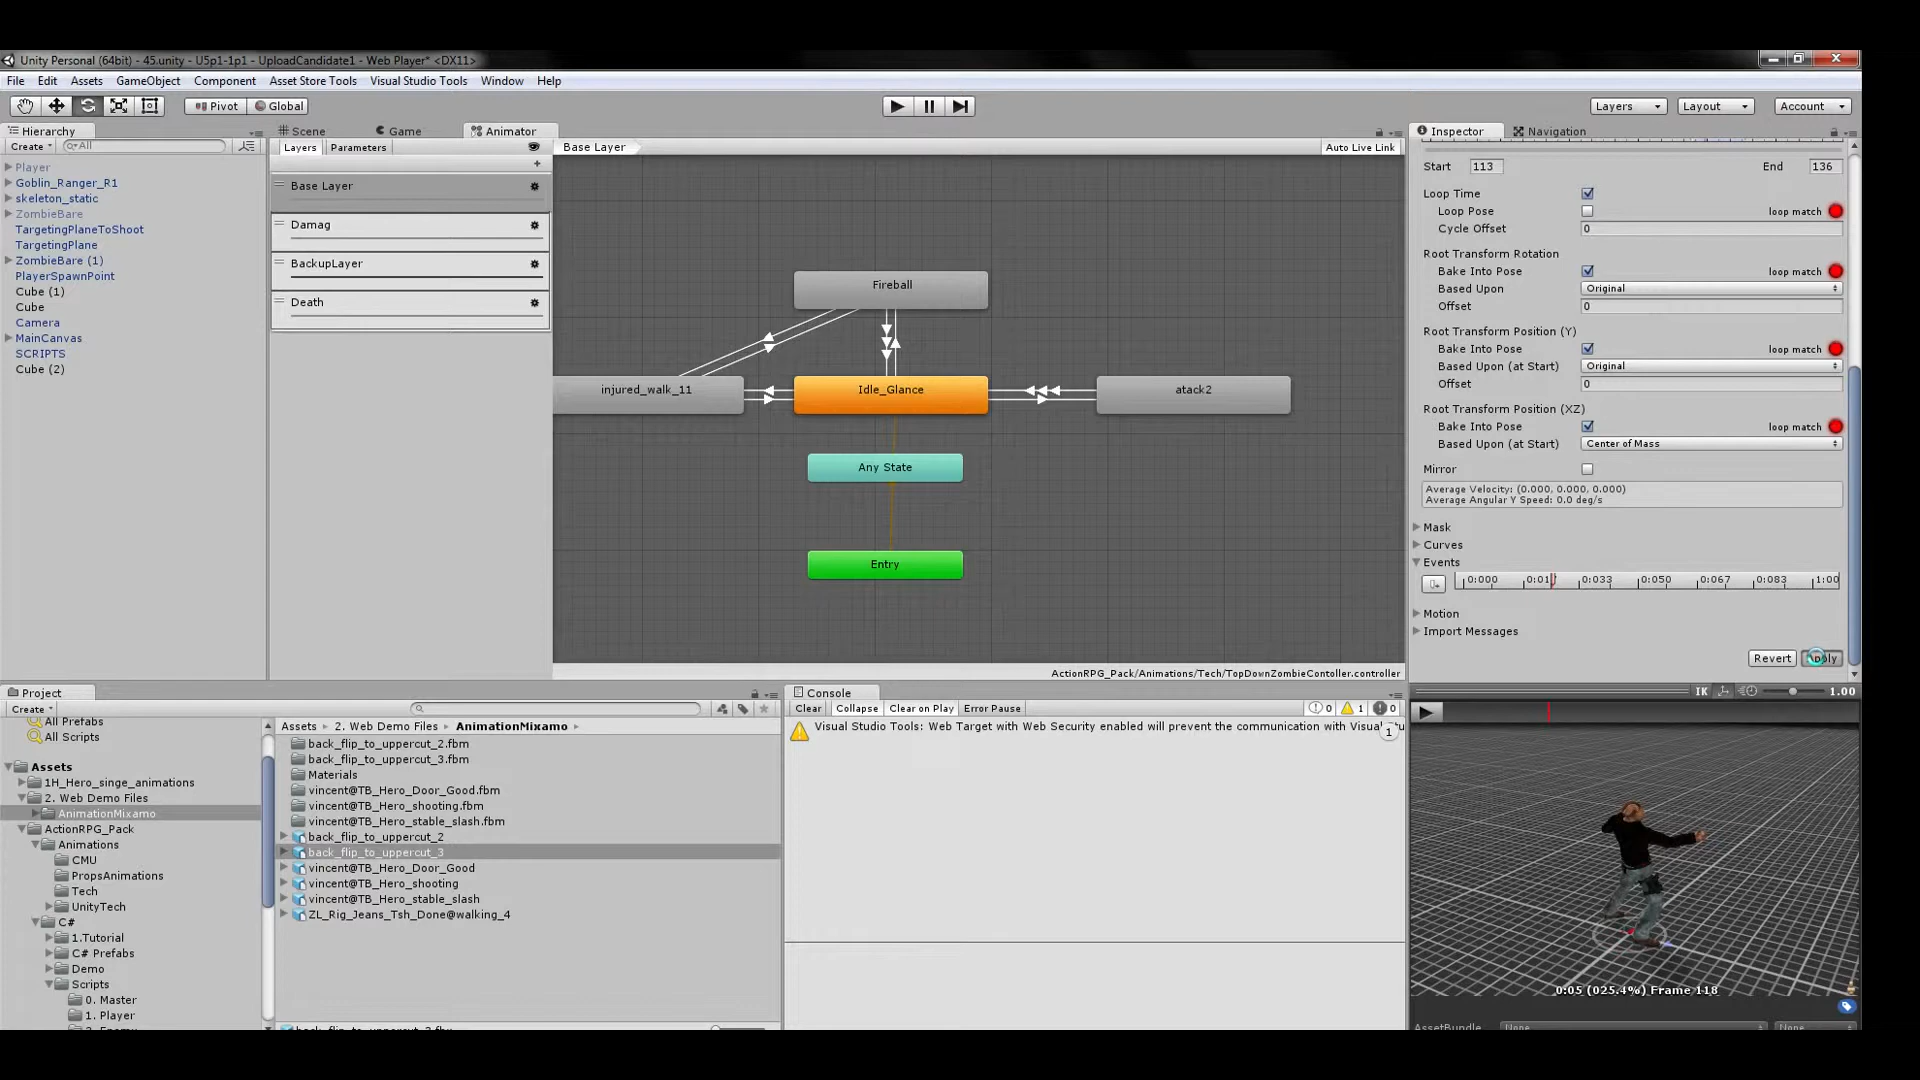 Unity Personal (64bit) - 45.unity - U5p1-1p1 - UploadCandidate1 - Web Player* <DX11>
File Edit Assets GameObject Component Asset Store Tools Visual Studio Tools Window Help
Pivot Global Layers Layout Account
Hierarchy
Create All
Player
Goblin_Ranger_R1
skeleton_static
ZombieBare
TargetingPlaneToShoot
TargetingPlane
ZombieBare (1)
PlayerSpawnPoint
Cube (1)
Cube
Camera
MainCanvas
SCRIPTS
Cube (2)
Scene Game Animator
Layers Parameters
Base Layer Auto Live Link
Base Layer
Damag
BackupLayer
Death
Fireball
injured_walk_11 Idle_Glance atack2
Any State
Entry
ActionRPG_Pack/Animations/Tech/TopDownZombieContoller.controller
Inspector Navigation
Start 113 End 136
Loop Time
Loop Pose loop match
Cycle Offset 0
Root Transform Rotation
Bake Into Pose loop match
Based Upon Original
Offset 0
Root Transform Position (Y)
Bake Into Pose loop match
Based Upon (at Start) Original
Offset 0
Root Transform Position (XZ)
Bake Into Pose loop match
Based Upon (at Start) Center of Mass
Mirror
Average Velocity: (0.000, 0.000, 0.000)
Average Angular Y Speed: 0.0 deg/s
Mask
Curves
Events
0:000 0:033 0:050 0:067 0:083 1:00
Motion
Import Messages
Revert
IK 1.00
0:05 (025.4%) Frame 118
AssetBundle None None
Project
Create
All Prefabs
All Scripts
Assets
1H_Hero_singe_animations
2. Web Demo Files
AnimationMixamo
ActionRPG_Pack
Animations
CMU
PropsAnimations
Tech
UnityTech
C#
1.Tutorial
C# Prefabs
Demo
Scripts
0. Master
1. Player
Assets 2. Web Demo Files AnimationMixamo
back_flip_to_uppercut_2.fbm
back_flip_to_uppercut_3.fbm
Materials
vincent@TB_Hero_Door_Good.fbm
vincent@TB_Hero_shooting.fbm
vincent@TB_Hero_stable_slash.fbm
back_flip_to_uppercut_2
back_flip_to_uppercut_3
vincent@TB_Hero_Door_Good
vincent@TB_Hero_shooting
vincent@TB_Hero_stable_slash
ZL_Rig_Jeans_Tsh_Done@walking_4
Console
Clear Collapse Clear on Play Error Pause 0 1 0
Visual Studio Tools: Web Target with Web Security enabled will prevent the communication with Visual
1